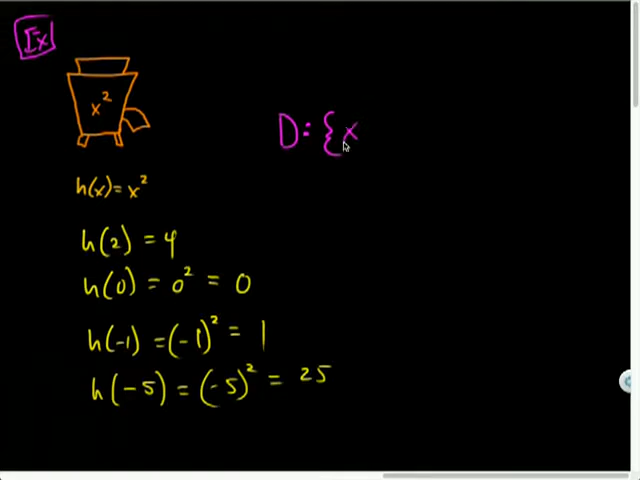 Ex
x²
D: {x
h(x) = x²
h(2) = 4
h(0) = 0² = 0
h(-1) = (-1)² = 1
h(-5) = (-5)² = 25